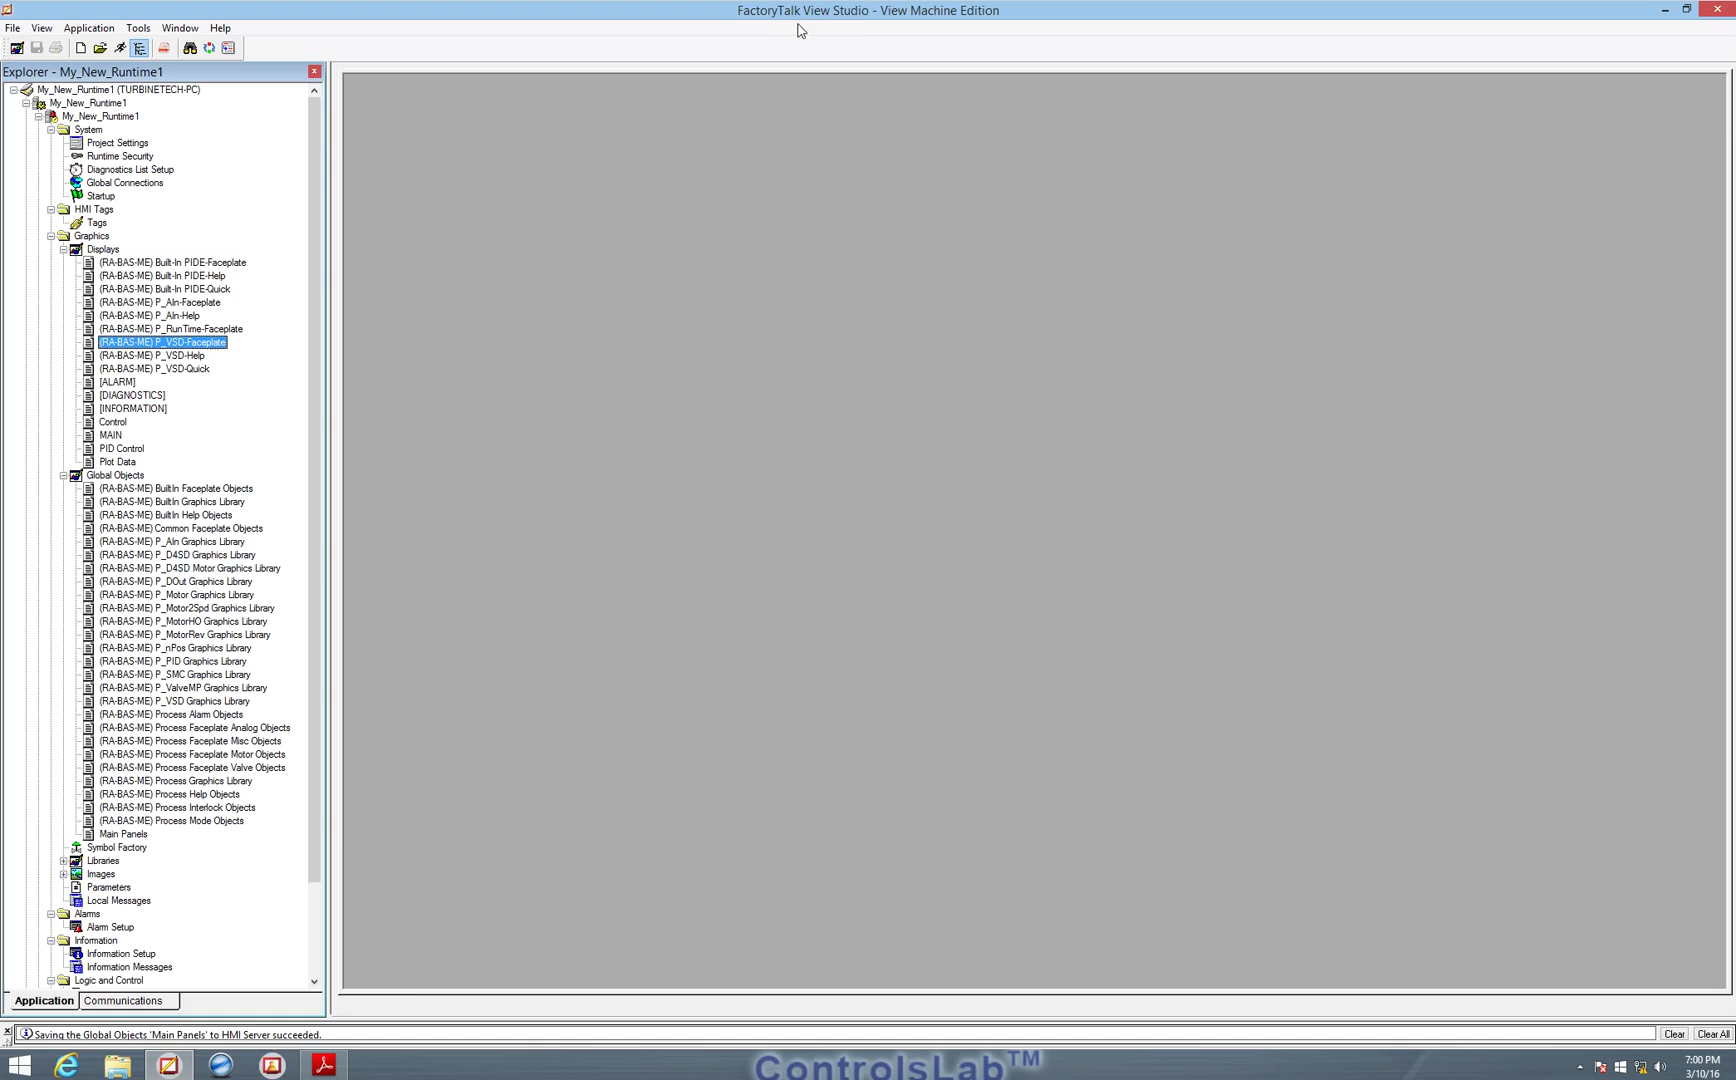 FactoryTalk View Studio - View Machine Edition
File View Application Tools Window Help
Explorer - My_New_Runtime1
My_New_Runtime1 (TURBINETECH-PC)
My_New_Runtime1
My_New_Runtime1
System
Project Settings
Runtime Security
Diagnostics List Setup
Global Connections
Startup
HMI Tags
Tags
Graphics
Displays
(RA-BAS-ME) Built-In PIDE-Faceplate
(RA-BAS-ME) Built-In PIDE-Help
(RA-BAS-ME) Built-In PIDE-Quick
(RA-BAS-ME) P_AIn-Faceplate
(RA-BAS-ME) P_AIn-Help
(RA-BAS-ME) P_RunTime-Faceplate
(RA-BAS-ME) P_VSD-Faceplate
(RA-BAS-ME) P_VSD-Help
(RA-BAS-ME) P_VSD-Quick
[ALARM]
[DIAGNOSTICS]
[INFORMATION]
Control
MAIN
PID Control
Plot Data
Global Objects
(RA-BAS-ME) BuiltIn Faceplate Objects
(RA-BAS-ME) BuiltIn Graphics Library
(RA-BAS-ME) BuiltIn Help Objects
(RA-BAS-ME) Common Faceplate Objects
(RA-BAS-ME) P_AIn Graphics Library
(RA-BAS-ME) P_D4SD Graphics Library
(RA-BAS-ME) P_D4SD Motor Graphics Library
(RA-BAS-ME) P_DOut Graphics Library
(RA-BAS-ME) P_Motor Graphics Library
(RA-BAS-ME) P_Motor2Spd Graphics Library
(RA-BAS-ME) P_MotorHO Graphics Library
(RA-BAS-ME) P_MotorRev Graphics Library
(RA-BAS-ME) P_nPos Graphics Library
(RA-BAS-ME) P_PID Graphics Library
(RA-BAS-ME) P_SMC Graphics Library
(RA-BAS-ME) P_ValveMP Graphics Library
(RA-BAS-ME) P_VSD Graphics Library
(RA-BAS-ME) Process Alarm Objects
(RA-BAS-ME) Process Faceplate Analog Objects
(RA-BAS-ME) Process Faceplate Misc Objects
(RA-BAS-ME) Process Faceplate Motor Objects
(RA-BAS-ME) Process Faceplate Valve Objects
(RA-BAS-ME) Process Graphics Library
(RA-BAS-ME) Process Help Objects
(RA-BAS-ME) Process Interlock Objects
(RA-BAS-ME) Process Mode Objects
Main Panels
Symbol Factory
Libraries
Images
Parameters
Local Messages
Alarms
Alarm Setup
Information
Information Setup
Information Messages
Logic and Control
Application Communications
Saving the Global Objects 'Main Panels' to HMI Server succeeded.
Clear Clear All
ControlsLab™
7:00 PM
3/10/16